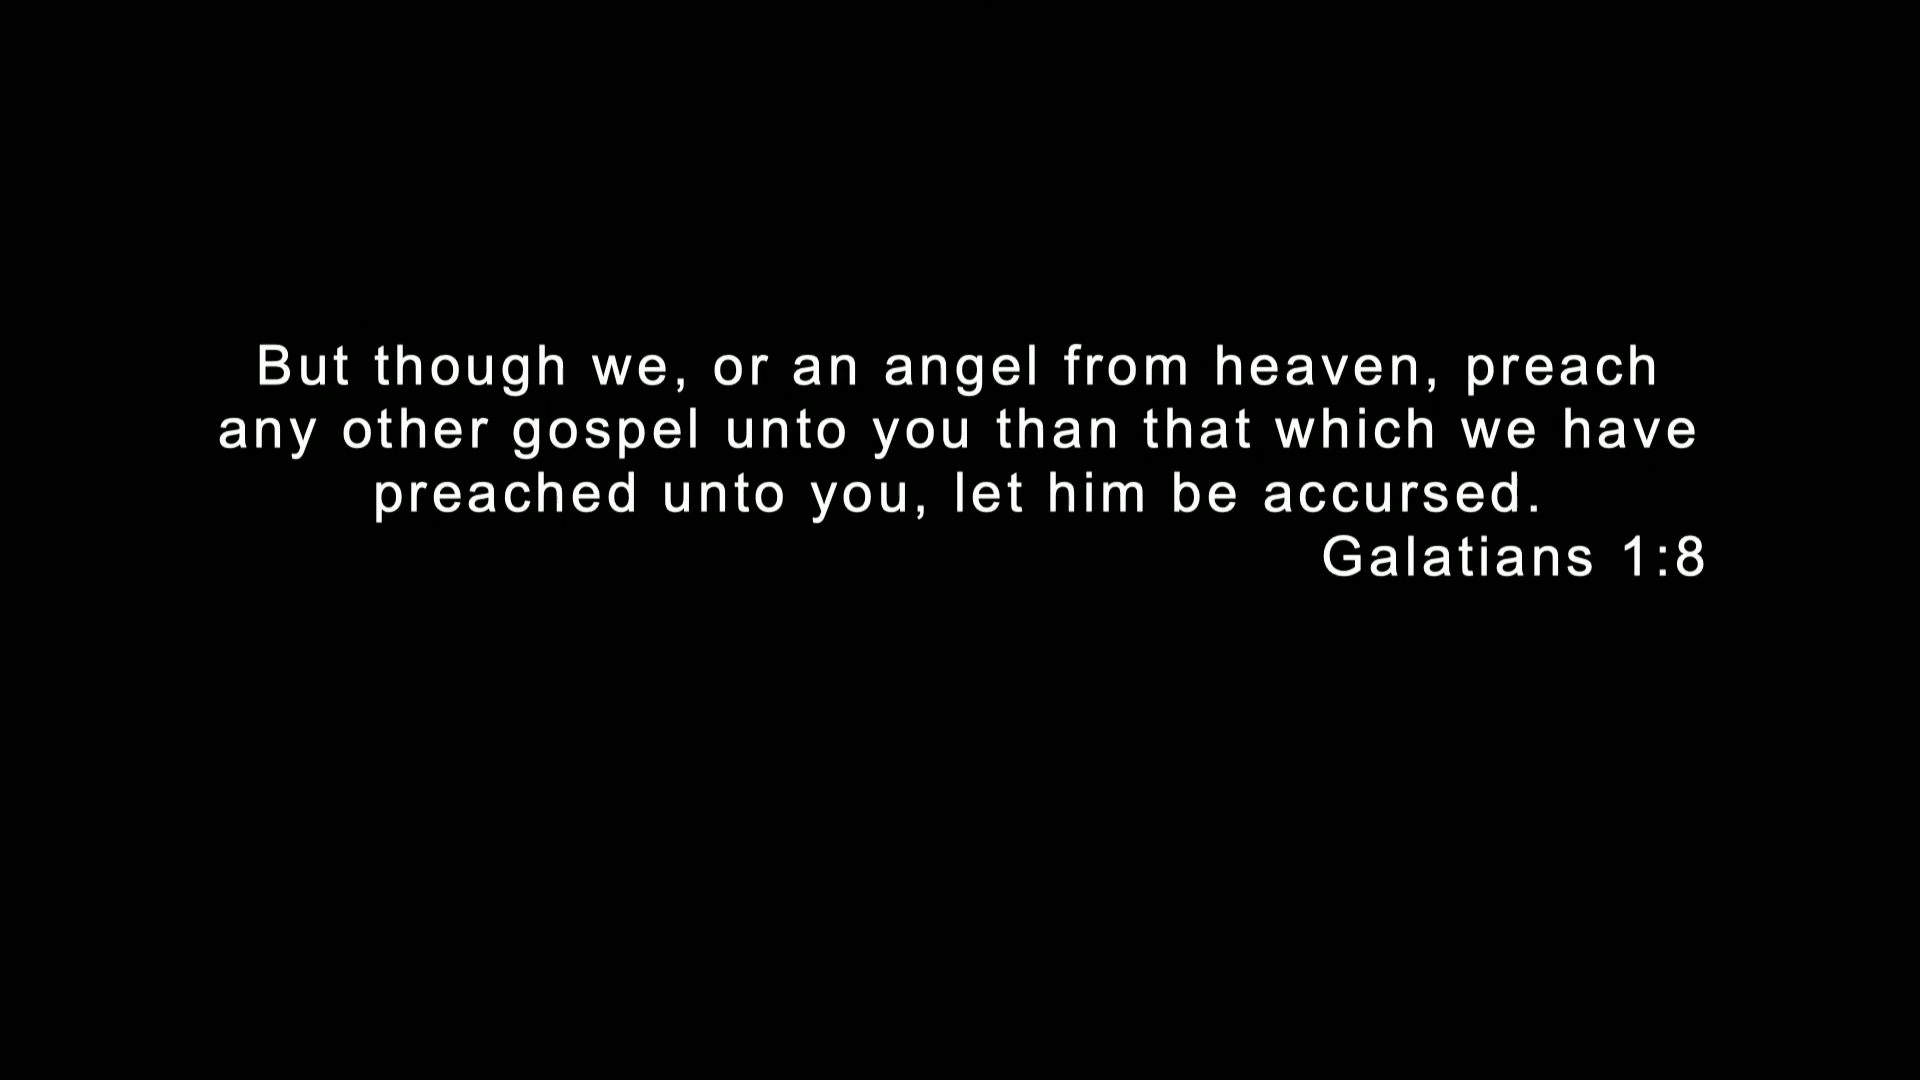 But though we, or an angel from heaven, preach
any other gospel unto you than that which we have
preached unto you, let him be accursed.
Galatians 1:8